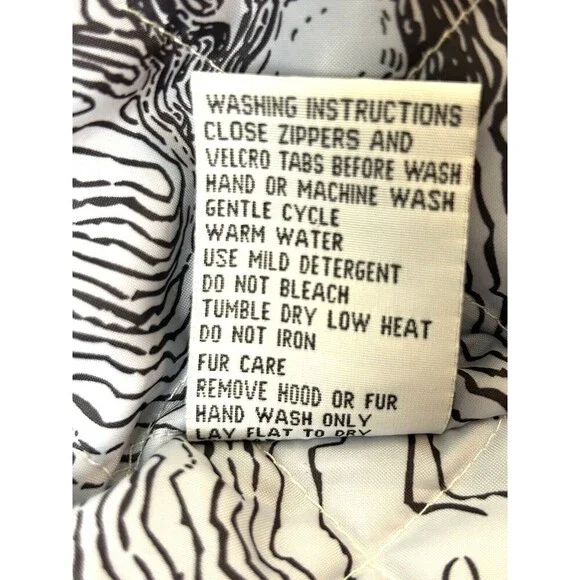 WASHING INSTRUCTIONS
CLOSE ZIPPERS AND
VELCRO TABS BEFORE WASH
HAND OR MACHINE WASH
GENTLE CYCLE
WARM WATER
USE MILD DETERGENT
DO NOT BLEACH
TUMBLE DRY LOW HEAT
DO NOT IRON
FUR CARE
REMOVE HOOD OR FUR
HAND WASH ONLY
LAY FLAT TO DRY